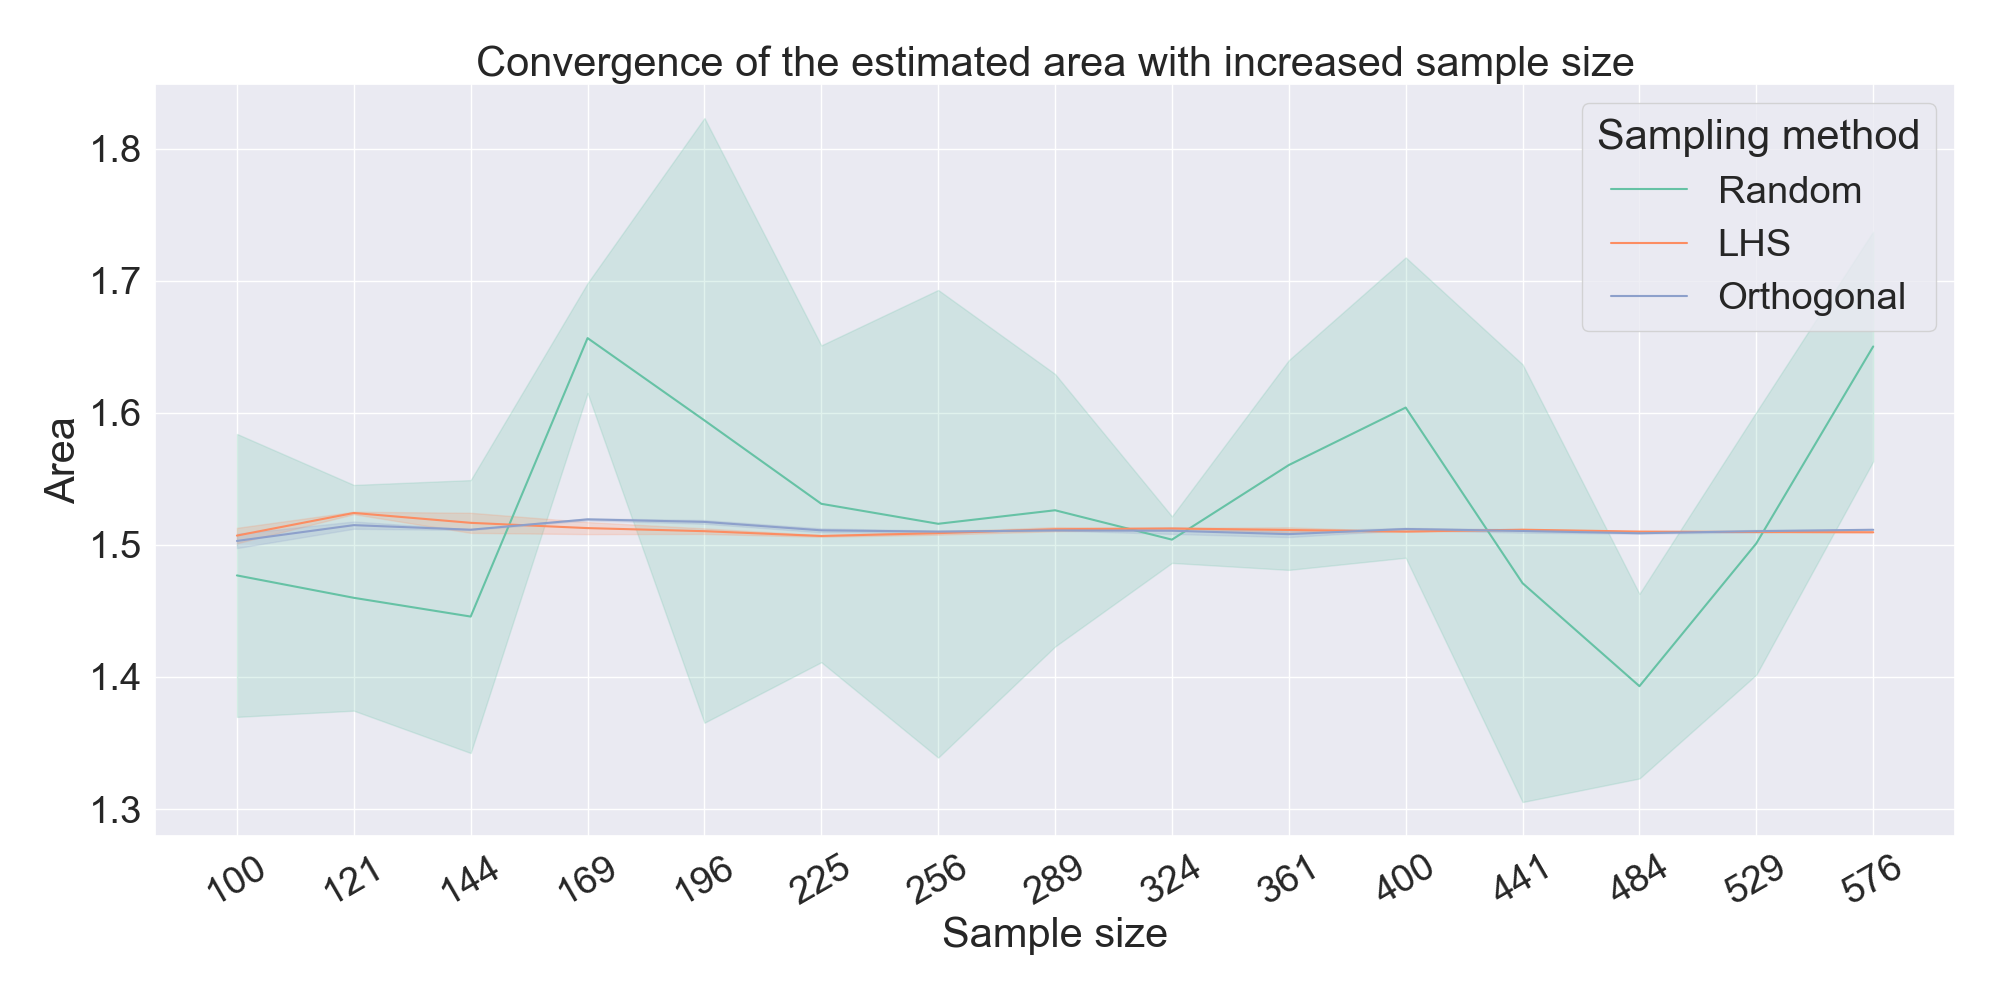 Convergence of the estimated area with increased sample size
Sampling method
Random
LHS
Orthogonal
Area
1.8
1.7
1.6
1.5
1.4
1.3
100 121 144 169 196 225 256 289 324 361 400 441 484 529 576
Sample size